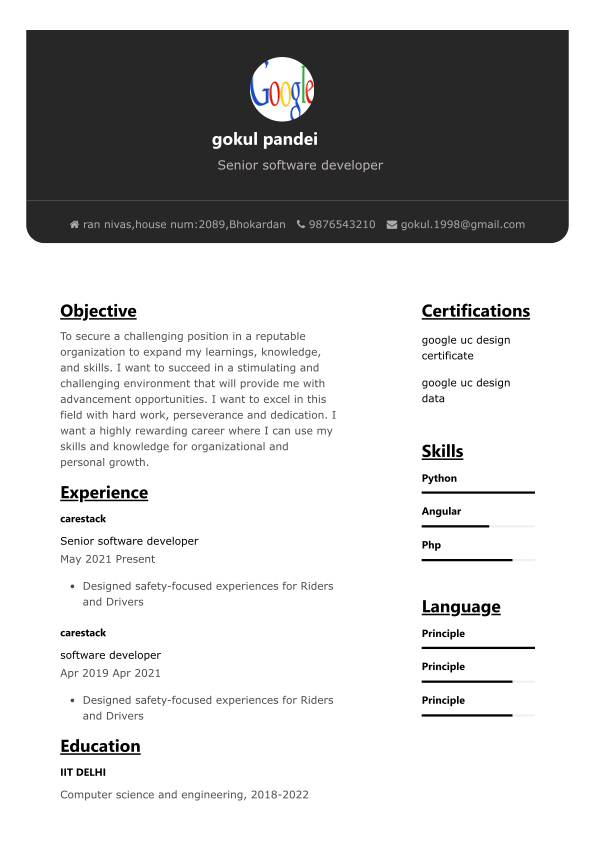 Google
gokul pandei
Senior software developer
ran nivas,house num:2089,Bhokardan 9876543210 gokul.1998@gmail.com
Objective
To secure a challenging position in a reputable
organization to expand my learnings, knowledge,
and skills. I want to succeed in a stimulating and
challenging environment that will provide me with
advancement opportunities. I want to excel in this
field with hard work, perseverance and dedication. I
want a highly rewarding career where I can use my
skills and knowledge for organizational and
personal growth.
Experience
carestack
Senior software developer
May 2021 Present
• Designed safety-focused experiences for Riders
and Drivers
carestack
software developer
Apr 2019 Apr 2021
• Designed safety-focused experiences for Riders
and Drivers
Education
IIT DELHI
Computer science and engineering, 2018-2022
Certifications
google uc design
certificate
google uc design
data
Skills
Python
Angular
Php
Language
Principle
Principle
Principle